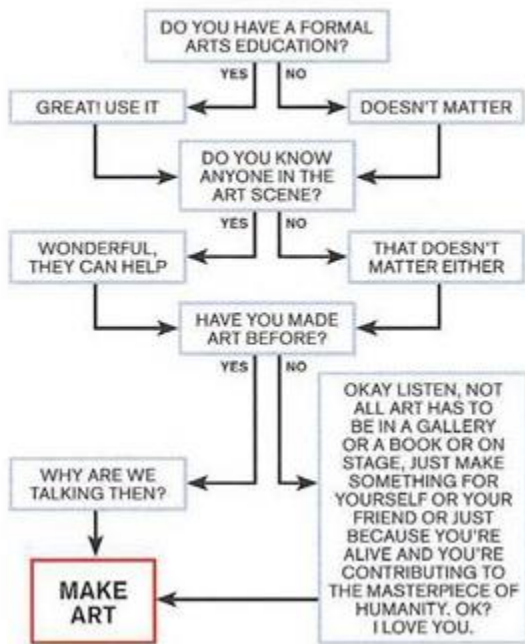 DO YOU HAVE A FORMAL
ARTS EDUCATION?
YES
NO
GREAT! USE IT
DOESN'T MATTER
DO YOU KNOW
ANYONE IN THE
ART SCENE?
YES
NO
WONDERFUL,
THEY CAN HELP
THAT DOESN'T
MATTER EITHER
HAVE YOU MADE
ART BEFORE?
YES
NO
WHY ARE WE
TALKING THEN?
OKAY LISTEN, NOT
ALL ART HAS TO
BE IN A GALLERY
OR A BOOK OR ON
STAGE, JUST MAKE
SOMETHING FOR
YOURSELF OR YOUR
FRIEND OR JUST
BECAUSE YOU'RE
ALIVE AND YOU'RE
CONTRIBUTING TO
THE MASTERPIECE OF
HUMANITY. OK?
I LOVE YOU.
MAKE
ART